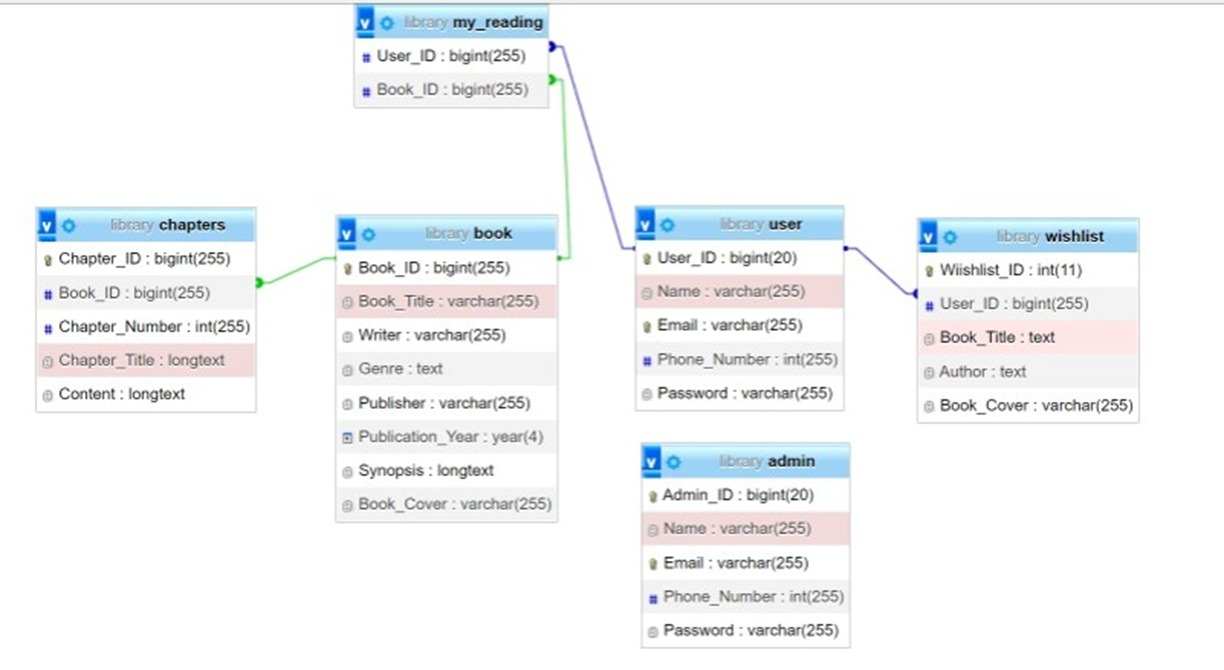 library my_reading
User_ID : bigint(255)
Book_ID : bigint(255)
library chapters
Chapter_ID : bigint(255)
Book_ID : bigint(255)
Chapter_Number : int(255)
Chapter_Title : longtext
Content : longtext
library book
Book_ID : bigint(255)
Book_Title : varchar(255)
Writer : varchar(255)
Genre : text
Publisher : varchar(255)
Publication_Year : year(4)
Synopsis : longtext
Book_Cover : varchar(255)
library user
User_ID : bigint(20)
Name : varchar(255)
Email : varchar(255)
Phone_Number : int(255)
Password : varchar(255)
library wishlist
Wiishlist_ID : int(11)
User_ID : bigint(255)
Book_Title : text
Author : text
Book_Cover : varchar(255)
library admin
Admin_ID : bigint(20)
Name : varchar(255)
Email : varchar(255)
Phone_Number : int(255)
Password : varchar(255)